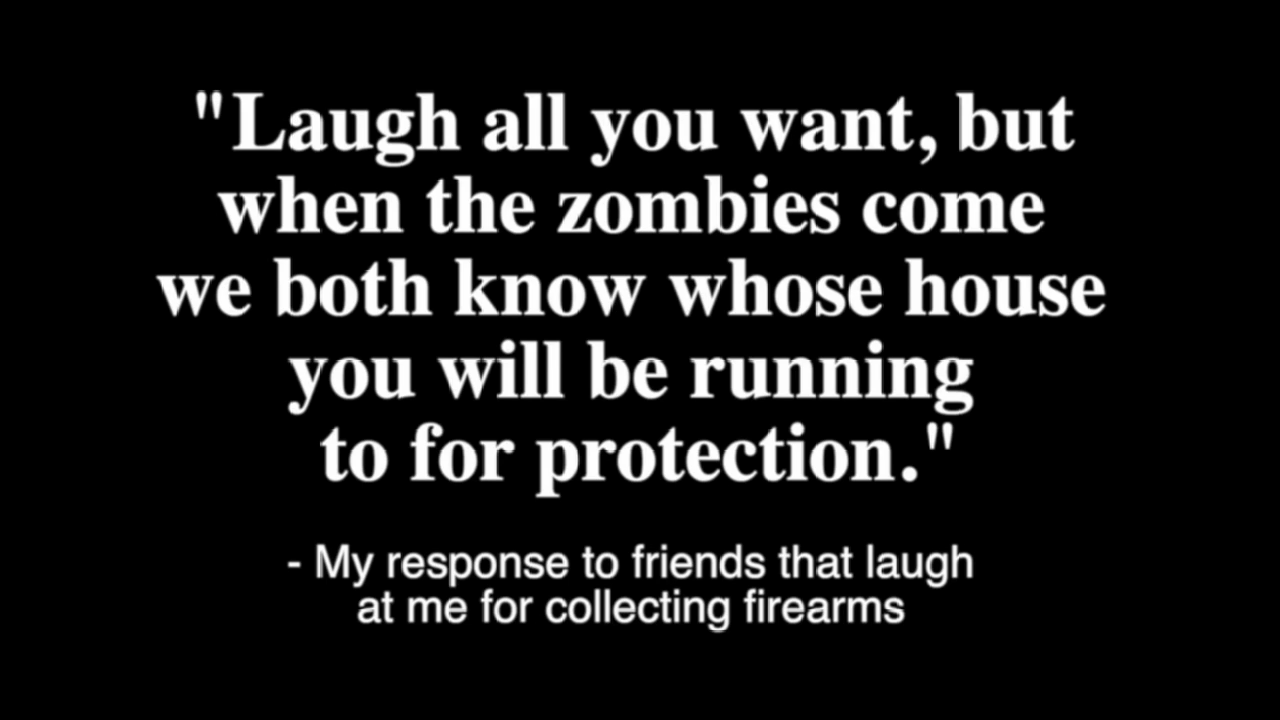 "Laugh all you want, but
when the zombies come
we both know whose house
you will be running
to for protection."
- My response to friends that laugh
at me for collecting firearms